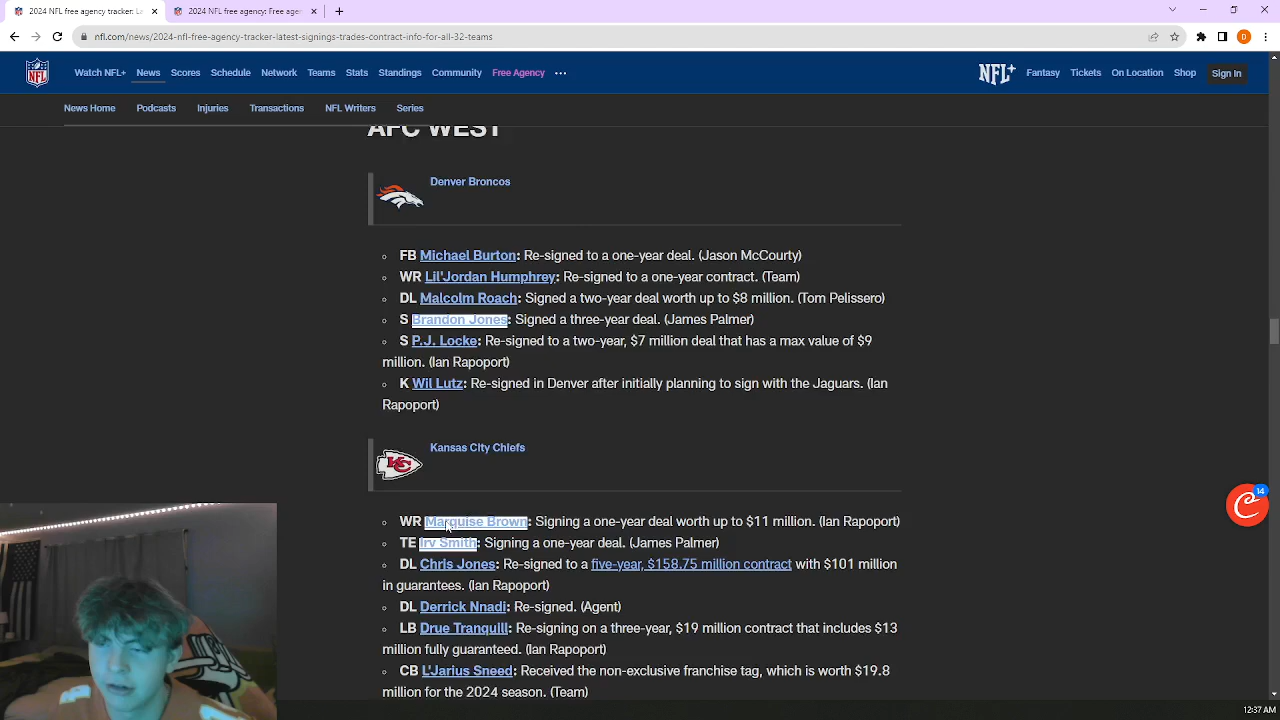 2024 NFL free agency tracker: La
2024 NFL free agency: Free agen
nfl.com/news/2024-nfl-free-agency-tracker-latest-signings-trades-contract-info-for-all-32-teams
D
NFL
Watch NFL+ News Scores Schedule Network Teams Stats Standings Community Free Agency
NFL+ Fantasy Tickets On Location Shop Sign In
News Home Podcasts Injuries Transactions NFL Writers Series
AFC WEST
Denver Broncos
FB Michael Burton: Re-signed to a one-year deal. (Jason McCourty)
WR Lil'Jordan Humphrey: Re-signed to a one-year contract. (Team)
DL Malcolm Roach: Signed a two-year deal worth up to $8 million. (Tom Pelissero)
S Brandon Jones: Signed a three-year deal. (James Palmer)
S P.J. Locke: Re-signed to a two-year, $7 million deal that has a max value of $9
million. (Ian Rapoport)
K Wil Lutz: Re-signed in Denver after initially planning to sign with the Jaguars. (Ian
Rapoport)
Kansas City Chiefs
KC
WR Marquise Brown: Signing a one-year deal worth up to $11 million. (Ian Rapoport)
TE Irv Smith: Signing a one-year deal. (James Palmer)
DL Chris Jones: Re-signed to a five-year, $158.75 million contract with $101 million
in guarantees. (Ian Rapoport)
DL Derrick Nnadi: Re-signed. (Agent)
LB Drue Tranquill: Re-signing on a three-year, $19 million contract that includes $13
million fully guaranteed. (Ian Rapoport)
CB L'Jarius Sneed: Received the non-exclusive franchise tag, which is worth $19.8
million for the 2024 season. (Team)
14
12:37 AM